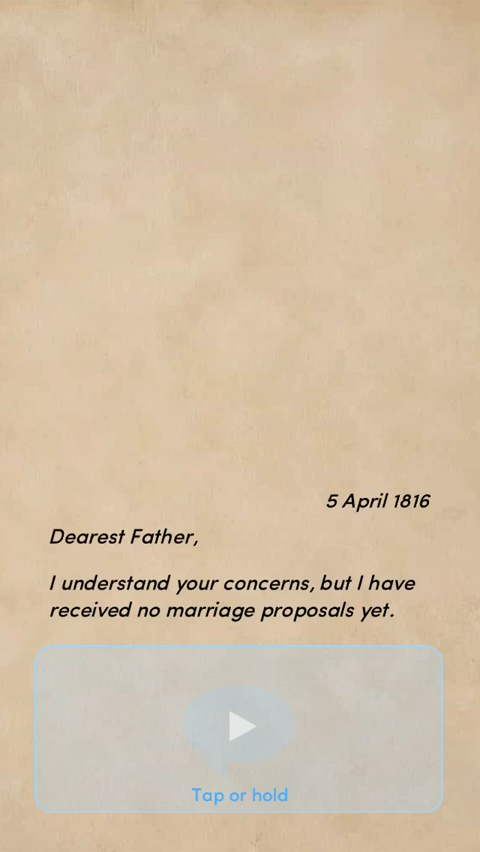 5 April 1816
Dearest Father,
I understand your concerns, but I have
received no marriage proposals yet.
Tap or hold